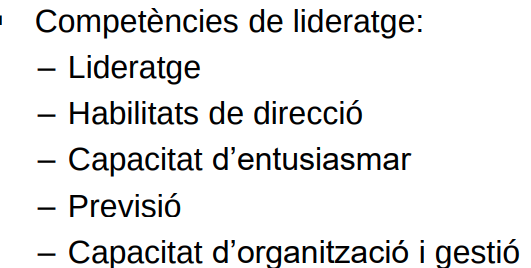 Competències de lideratge:
– Lideratge
– Habilitats de direcció
– Capacitat d’entusiasmar
– Previsió
– Capacitat d’organització i gestió